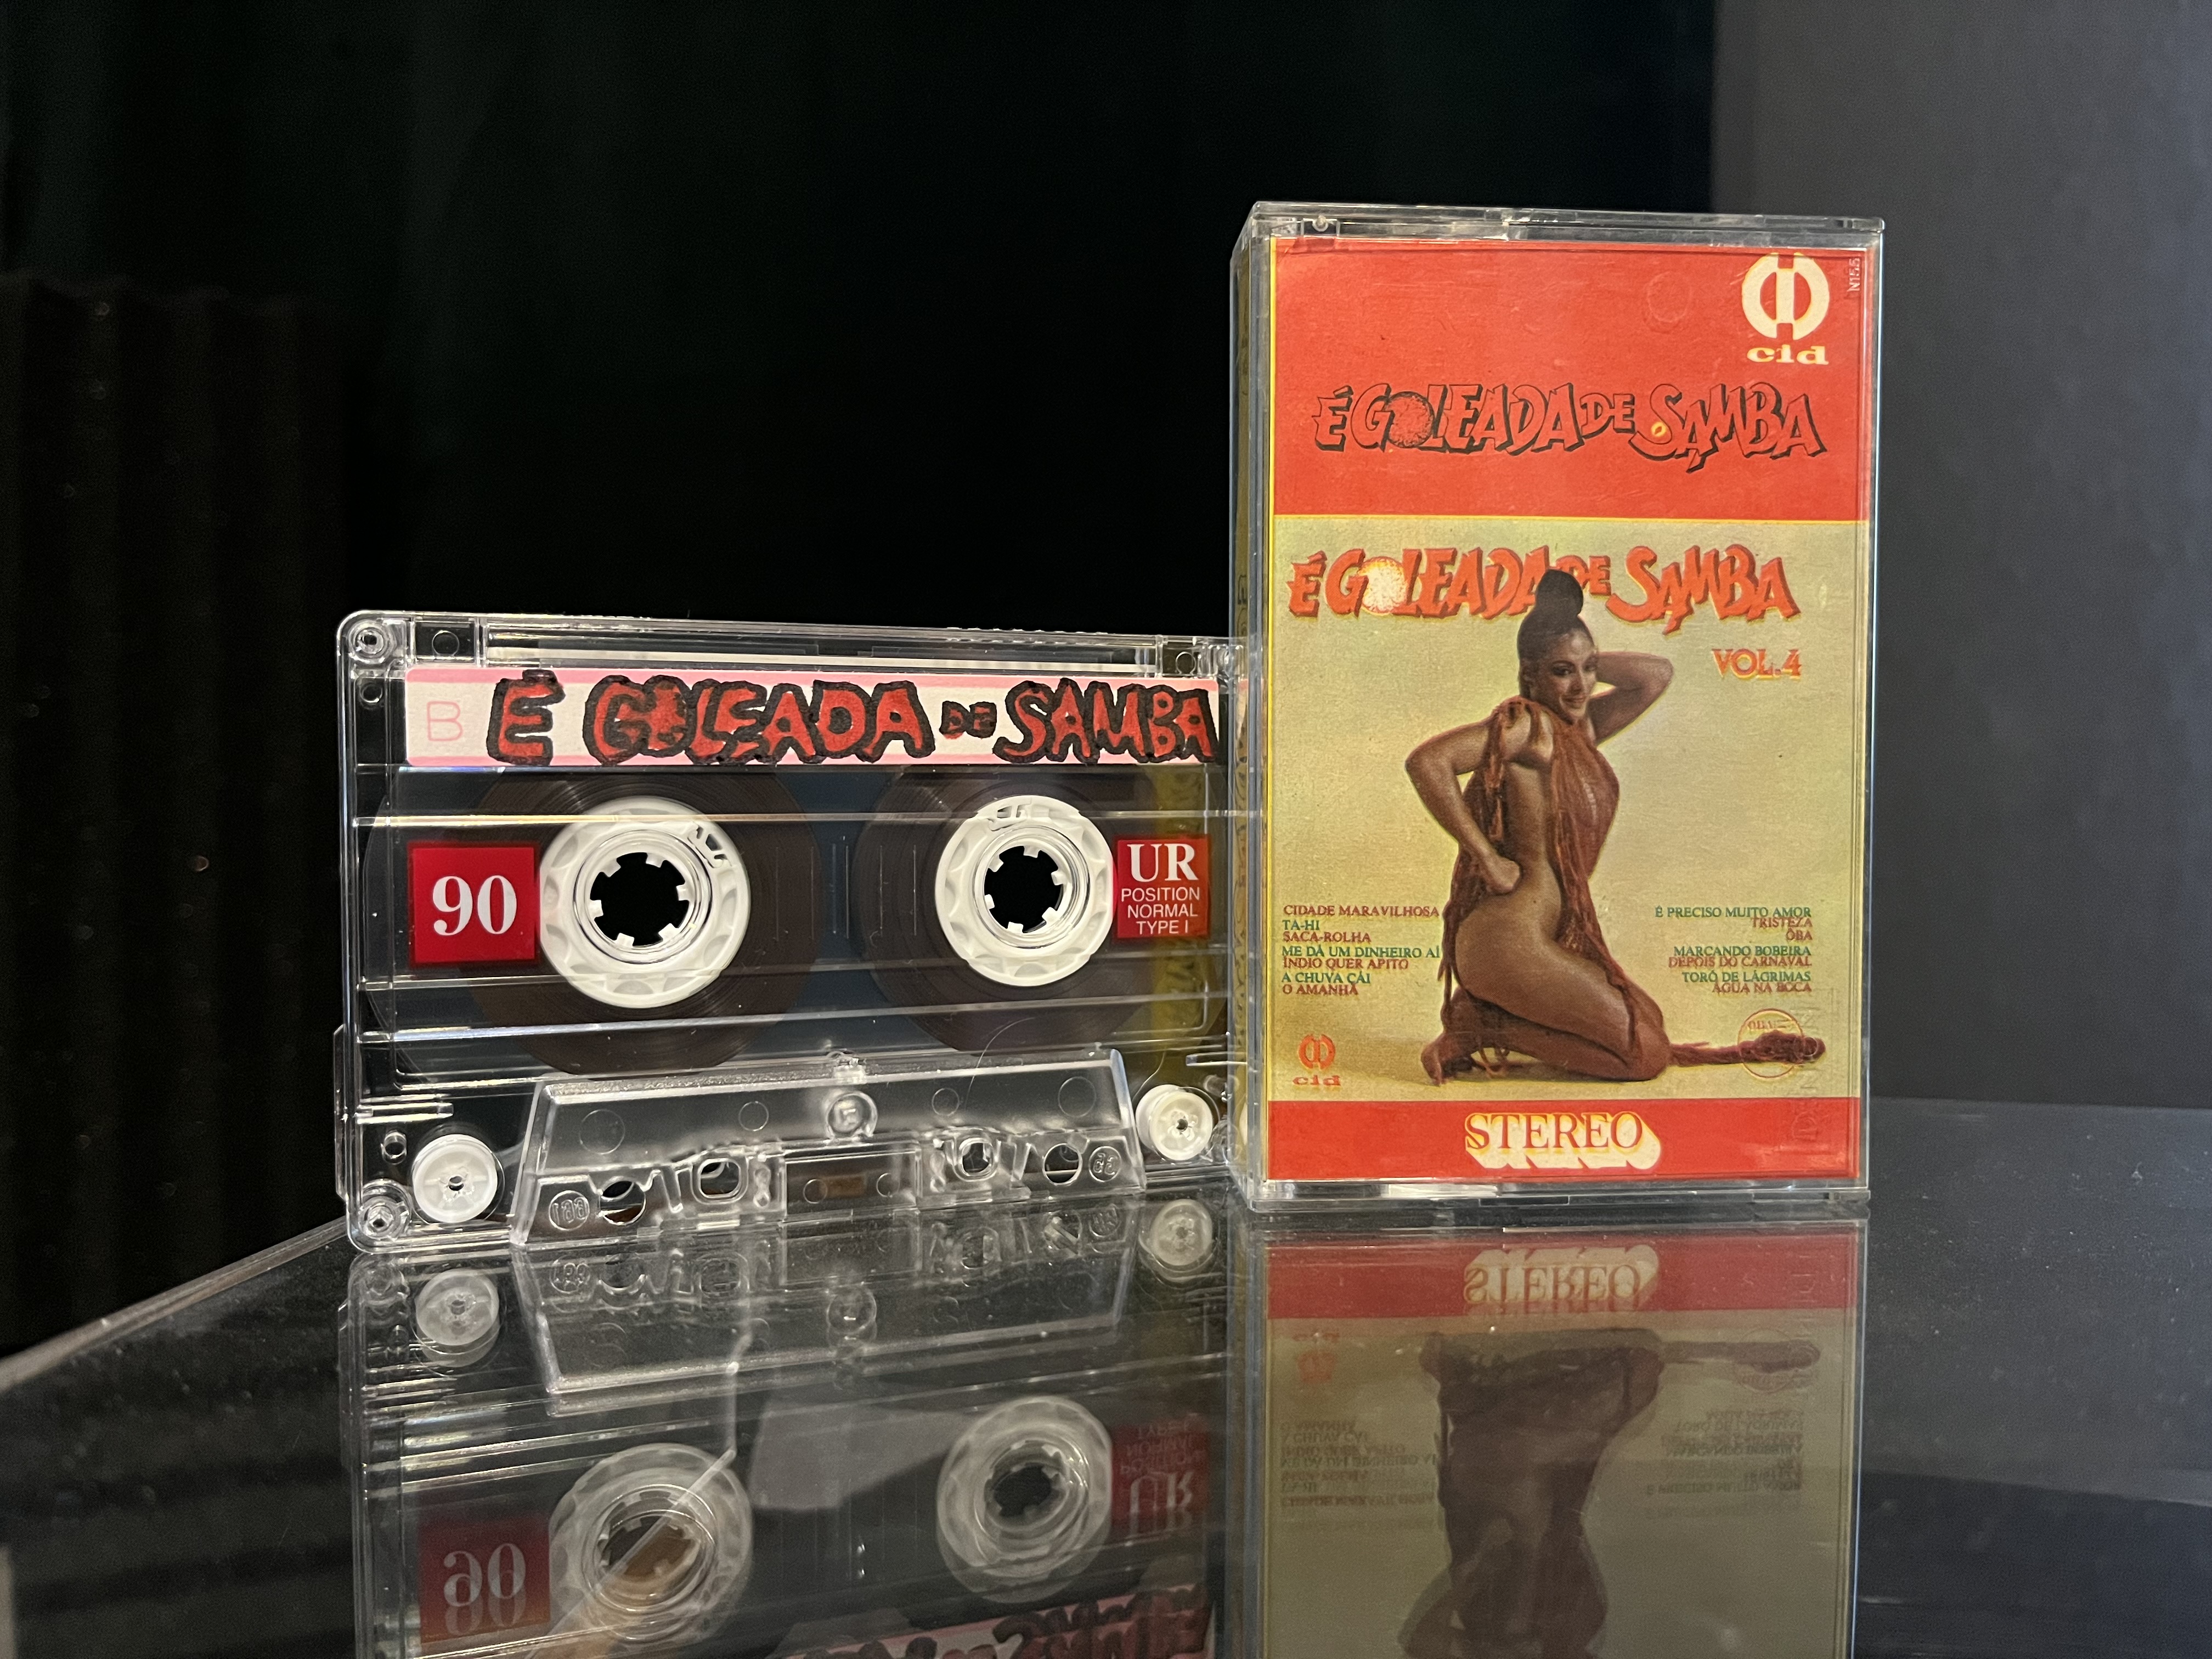 B É GOLEADA DE SAMBA
90
UR
POSITION
NORMAL
TYPE I
cid
N155
É GOLEADA DE SAMBA
É GOLEADA DE SAMBA
VOL.4
CIDADE MARAVILHOSA
TA-HI
SACA-ROLHA
ME DÁ UM DINHEIRO AÍ
ÍNDIO QUER APITO
A CHUVA CAI
O AMANHÃ
É PRECISO MUITO AMOR
TRISTEZA
ÔBA
MARCANDO BOBEIRA
DEPOIS DO CARNAVAL
TORÓ DE LÁGRIMAS
ÁGUA NA BOCA
cid
STEREO